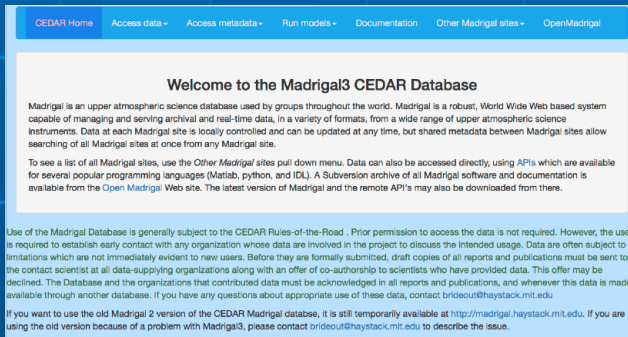 CEDAR Home Access data Access metadata Run models Documentation Other Madrigal sites OpenMadrigal
Welcome to the Madrigal3 CEDAR Database
Madrigal is an upper atmospheric science database used by groups throughout the world. Madrigal is a robust, World Wide Web based system
capable of managing and serving archival and real-time data, in a variety of formats, from a wide range of upper atmospheric science
instruments. Data at each Madrigal site is locally controlled and can be updated at any time, but shared metadata between Madrigal sites allow
searching of all Madrigal sites at once from any Madrigal site.
To see a list of all Madrigal sites, use the Other Madrigal sites pull down menu. Data can also be accessed directly, using APIs which are available
for several popular programming languages (Matlab, python, and IDL). A Subversion archive of all Madrigal software and documentation is
available from the Open Madrigal Web site. The latest version of Madrigal and the remote API's may also be downloaded from there.
Use of the Madrigal Database is generally subject to the CEDAR Rules-of-the-Road . Prior permission to access the data is not required. However, the use
is required to establish early contact with any organization whose data are involved in the project to discuss the intended usage. Data are often subject to
limitations which are not immediately evident to new users. Before they are formally submitted, draft copies of all reports and publications must be sent to
the contact scientist at all data-supplying organizations along with an offer of co-authorship to scientists who have provided data. This offer may be
declined. The Database and the organizations that contributed data must be acknowledged in all reports and publications, and whenever this data is made
available through another database. If you have any questions about appropriate use of these data, contact brideout@haystack.mit.edu
If you want to use the old Madrigal 2 version of the CEDAR Madrigal databse, it is still temporarily available at http://madrigal.haystack.mit.edu. If you are
using the old version because of a problem with Madrigal3, please contact brideout@haystack.mit.edu to describe the issue.